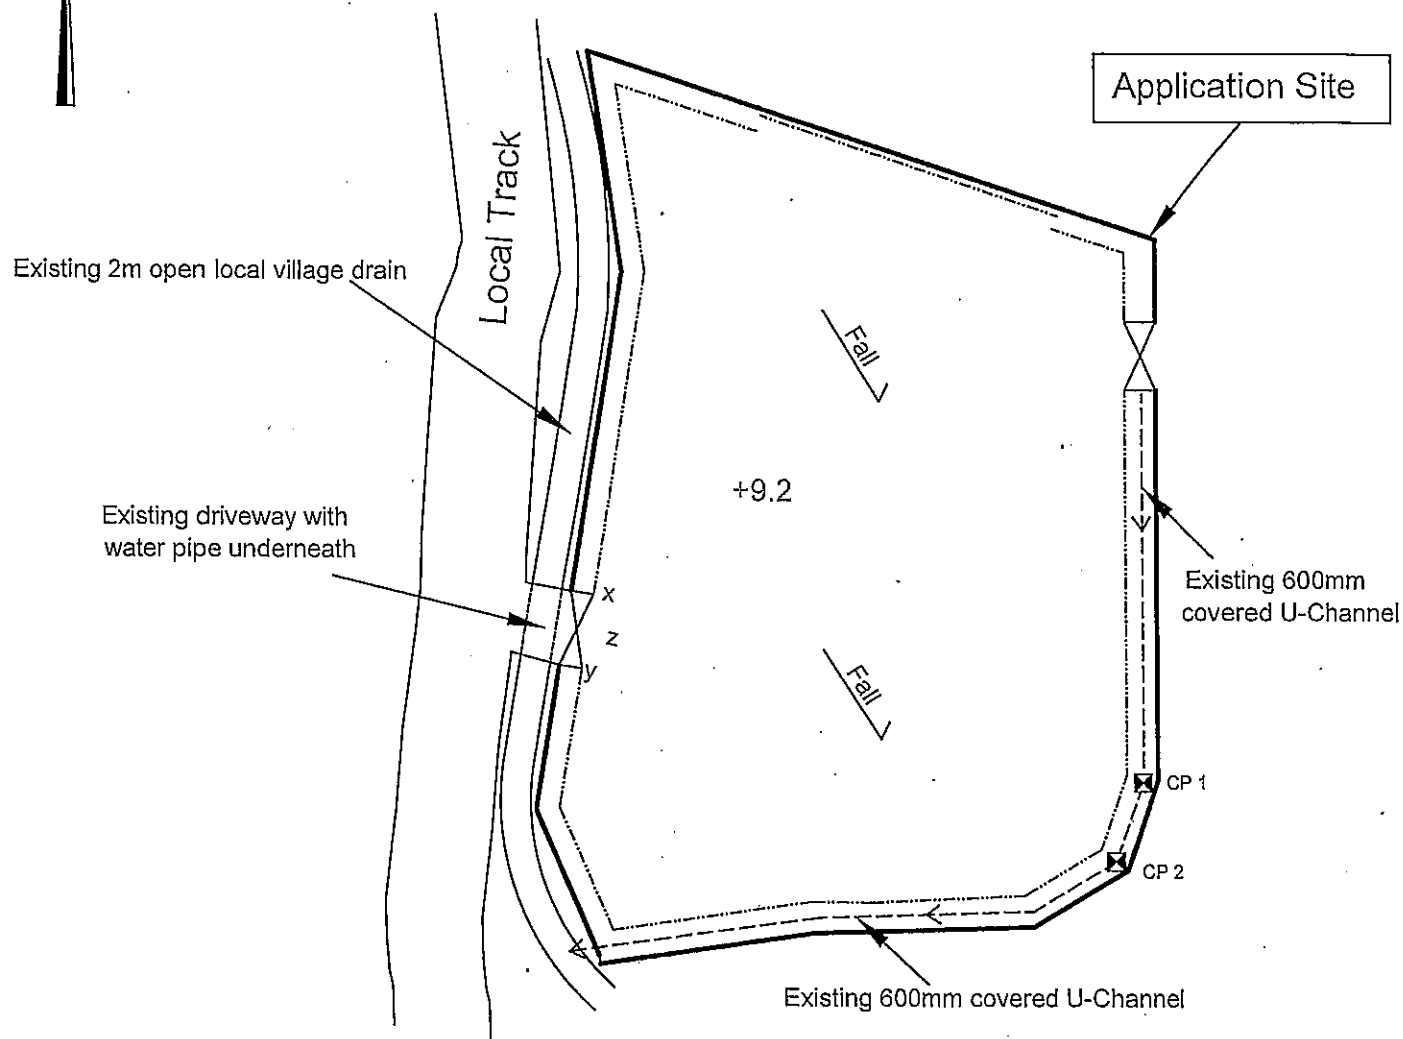 Application Site
Local Track
Existing 2m open local village drain
Fall
+9.2
Existing driveway with
water pipe underneath
Existing 600mm
covered U-Channel
x
z
y
Fall
CP 1
CP 2
Existing 600mm covered U-Channel